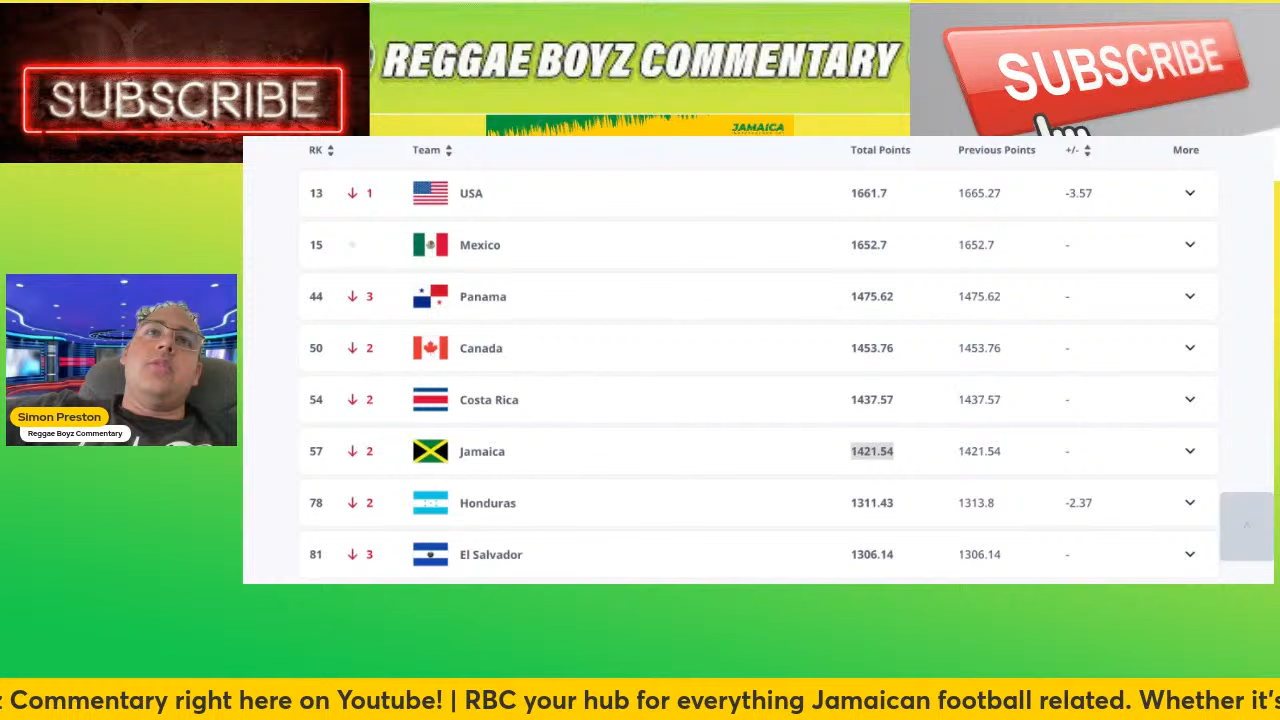 SUBSCRIBE
REGGAE BOYZ COMMENTARY
SUBSCRIBE
JAMAICA
RK Team Total Points Previous Points +/- More
13 ↓ 1 USA 1661.7 1665.27 -3.57
15 Mexico 1652.7 1652.7 -
44 ↓ 3 Panama 1475.62 1475.62 -
50 ↓ 2 Canada 1453.76 1453.76 -
54 ↓ 2 Costa Rica 1437.57 1437.57 -
57 ↓ 2 Jamaica 1421.54 1421.54 -
78 ↓ 2 Honduras 1311.43 1313.8 -2.37
81 ↓ 3 El Salvador 1306.14 1306.14 -
Simon Preston
Reggae Boyz Commentary
z Commentary right here on Youtube! | RBC your hub for everything Jamaican football related. Whether it's